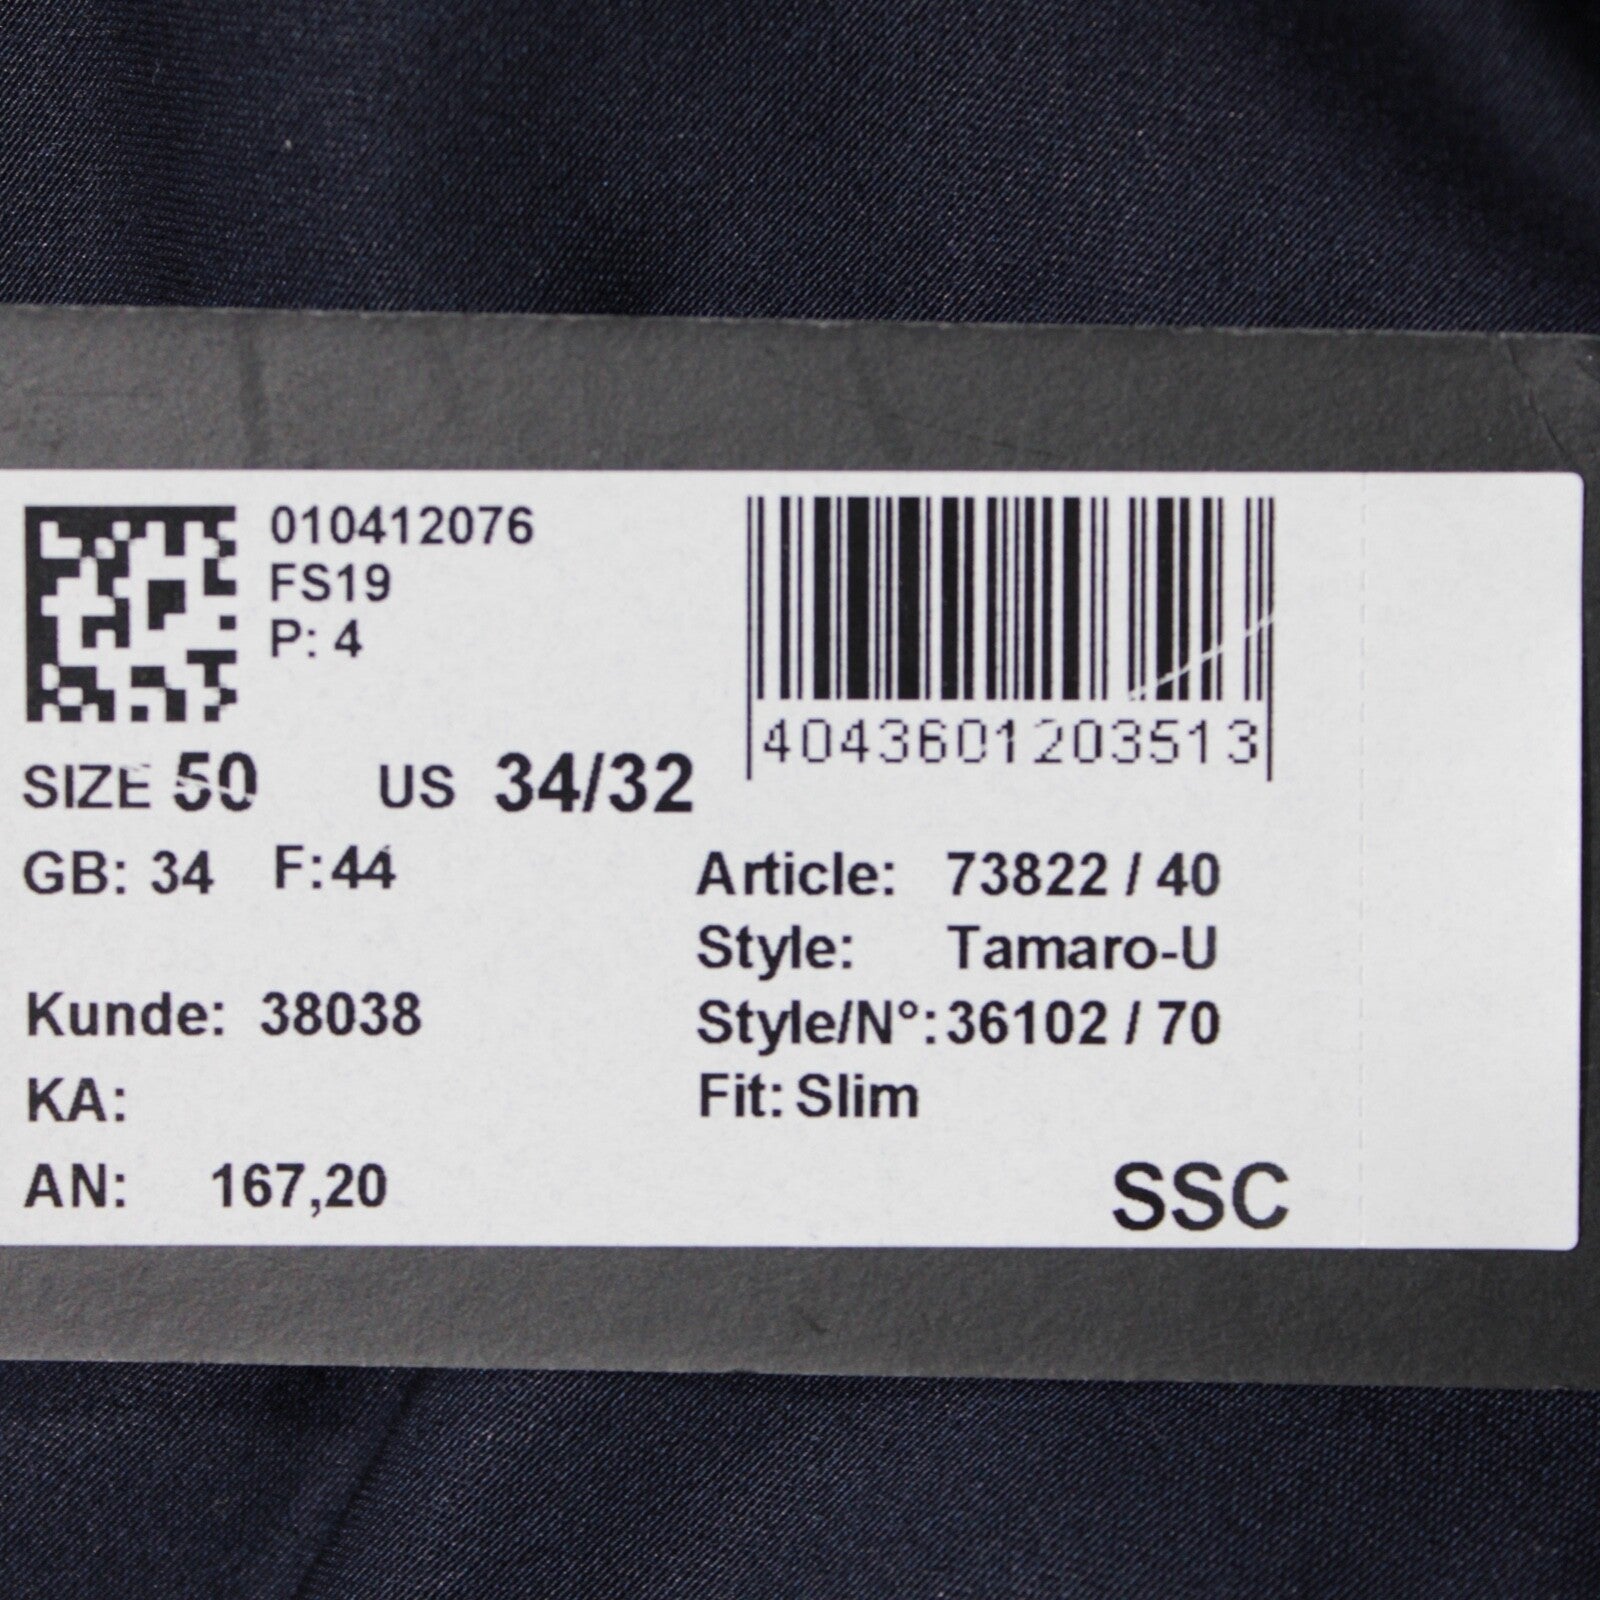 010412076
FS19
P: 4
4043601203513
SIZE 50 US 34/32
GB: 34 F:44
Article: 73822 / 40
Style: Tamaro-U
Kunde: 38038
Style/N°: 36102 / 70
KA:
Fit: Slim
AN: 167,20
SSC